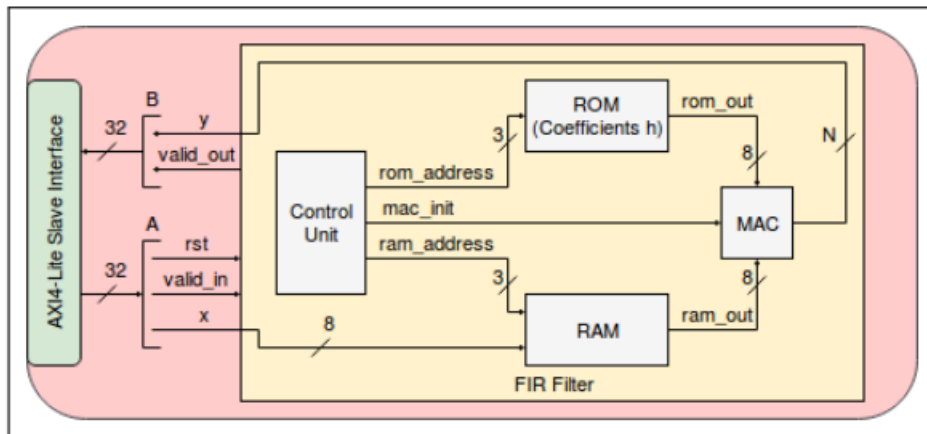 AXI4-Lite Slave Interface
32
B
y
valid_out
A
32
rst
valid_in
x
8
Control
Unit
rom_address
3
mac_init
ram_address
3
ROM
(Coefficients h)
rom_out
8
N
MAC
8
RAM
ram_out
FIR Filter